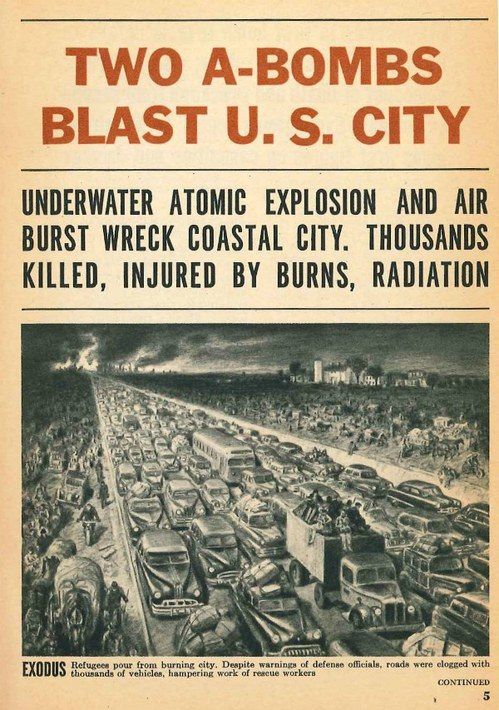 TWO A-BOMBS
BLAST U. S. CITY
UNDERWATER ATOMIC EXPLOSION AND AIR
BURST WRECK COASTAL CITY. THOUSANDS
KILLED, INJURED BY BURNS, RADIATION
EXODUS Refugees pour from burning city. Despite warnings of defense officials, roads were clogged with
thousands of vehicles, hampering work of rescue workers
CONTINUED
5